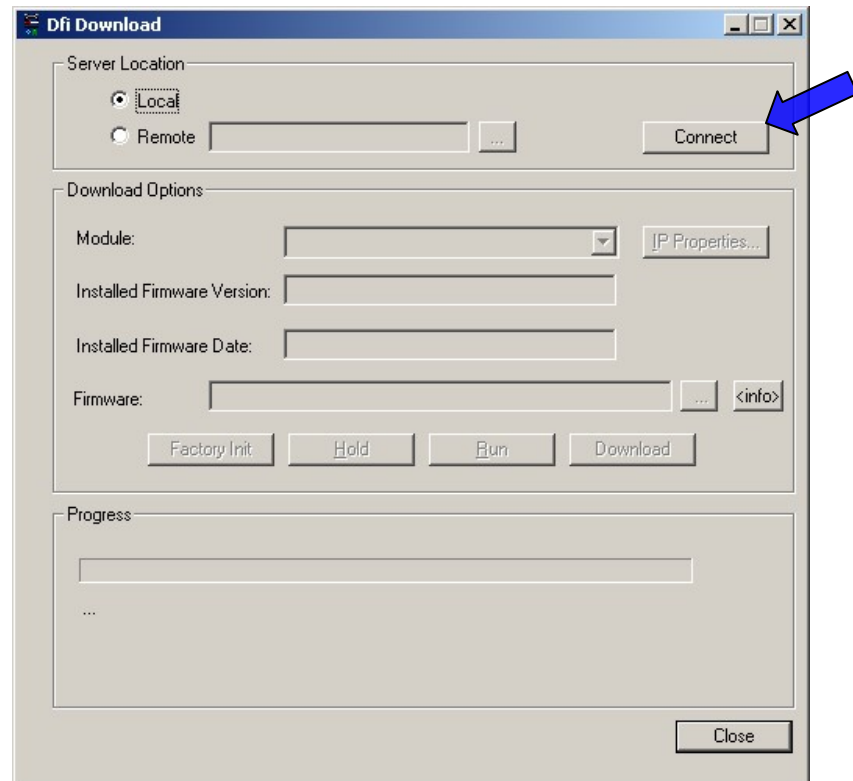 Dfi Download
Server Location
Local
Remote ... Connect
Download Options
Module: IP Properties...
Installed Firmware Version:
Installed Firmware Date:
Firmware: ... <info>
Factory Init Hold Run Download
Progress
...
Close